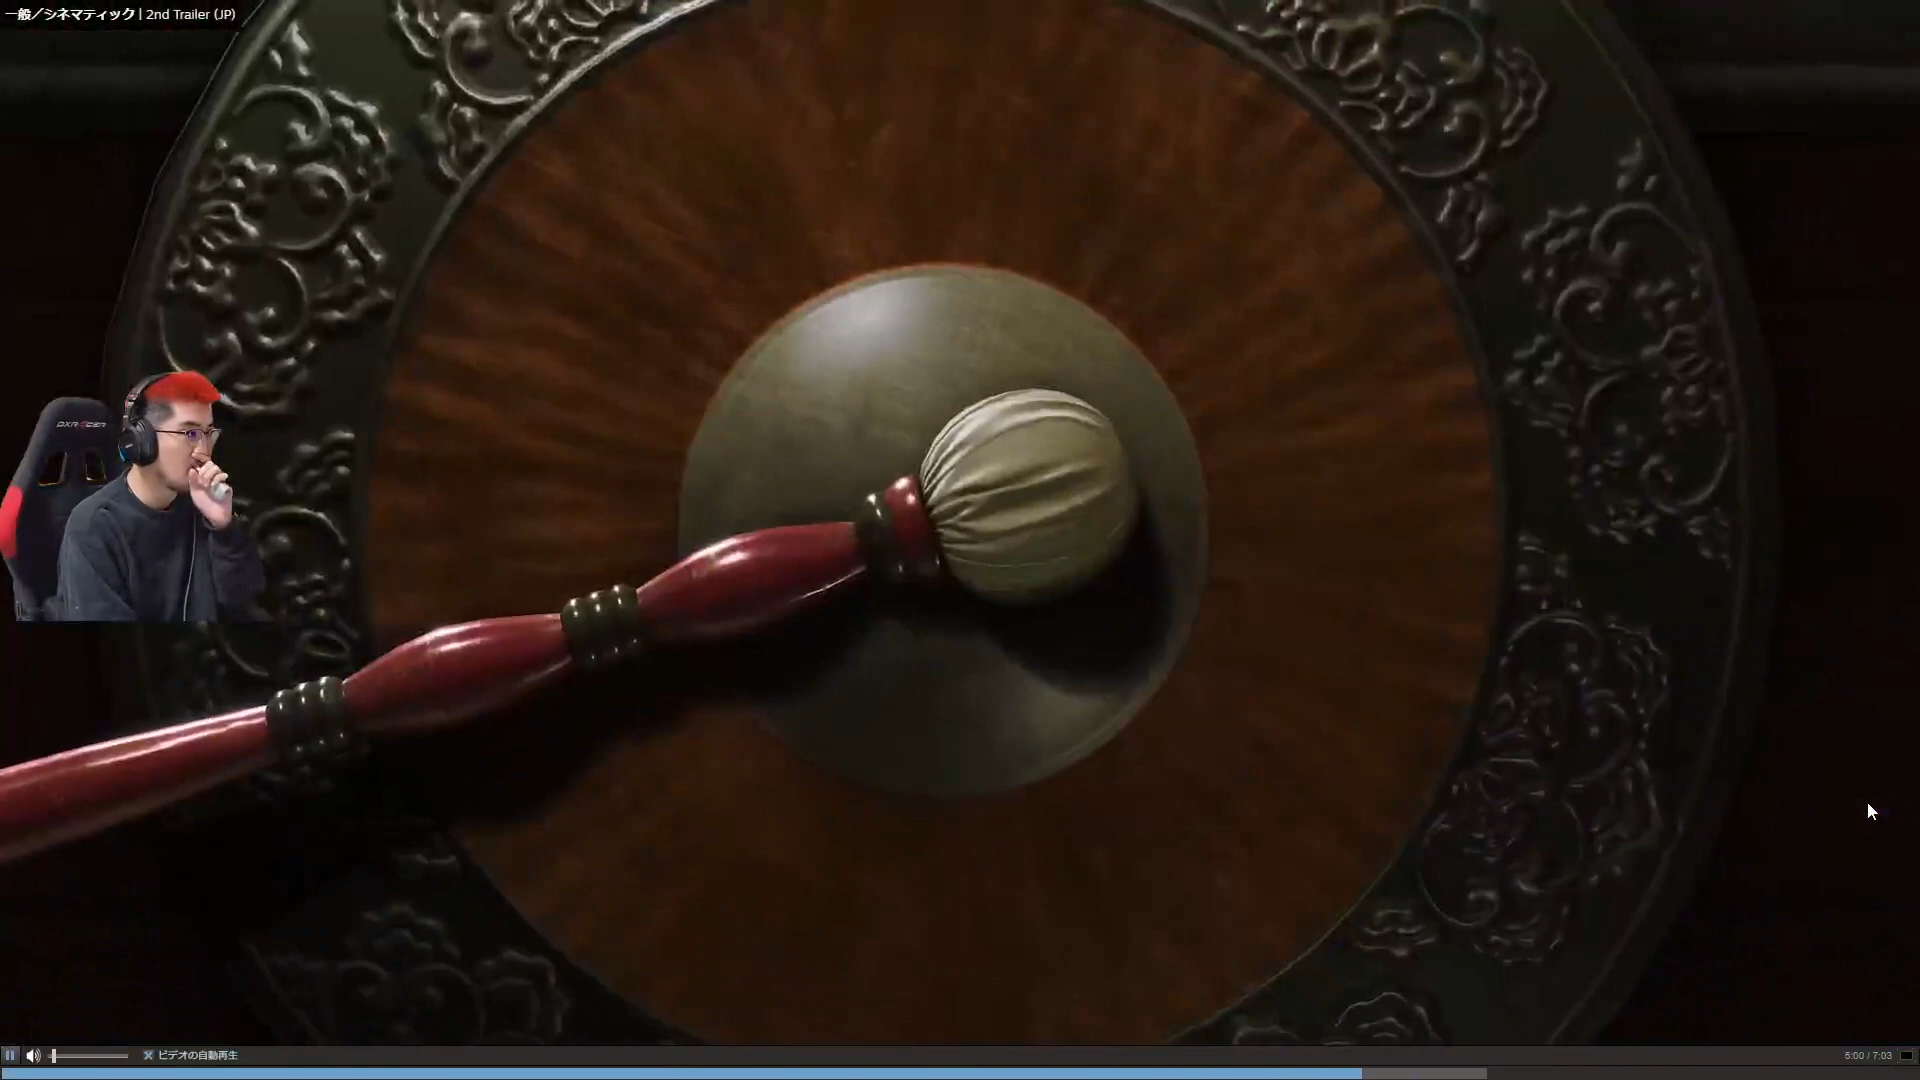 一般／シネマティック | 2nd Trailer (JP)
DXRACER
ビデオの自動再生
5:00 / 7:03